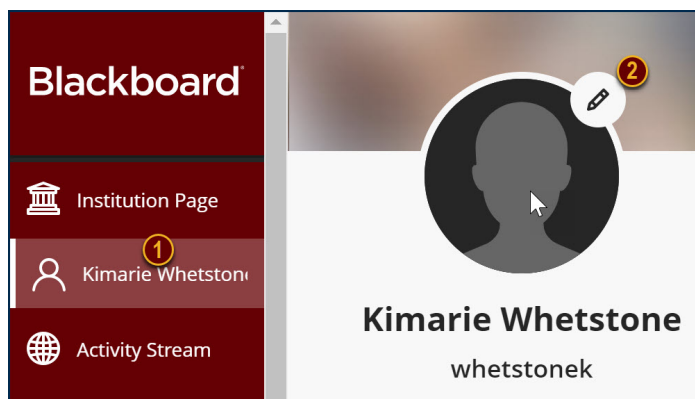 Blackboard
Institution Page
1
Kimarie Whetstone
Activity Stream
2
Kimarie Whetstone
whetstonek